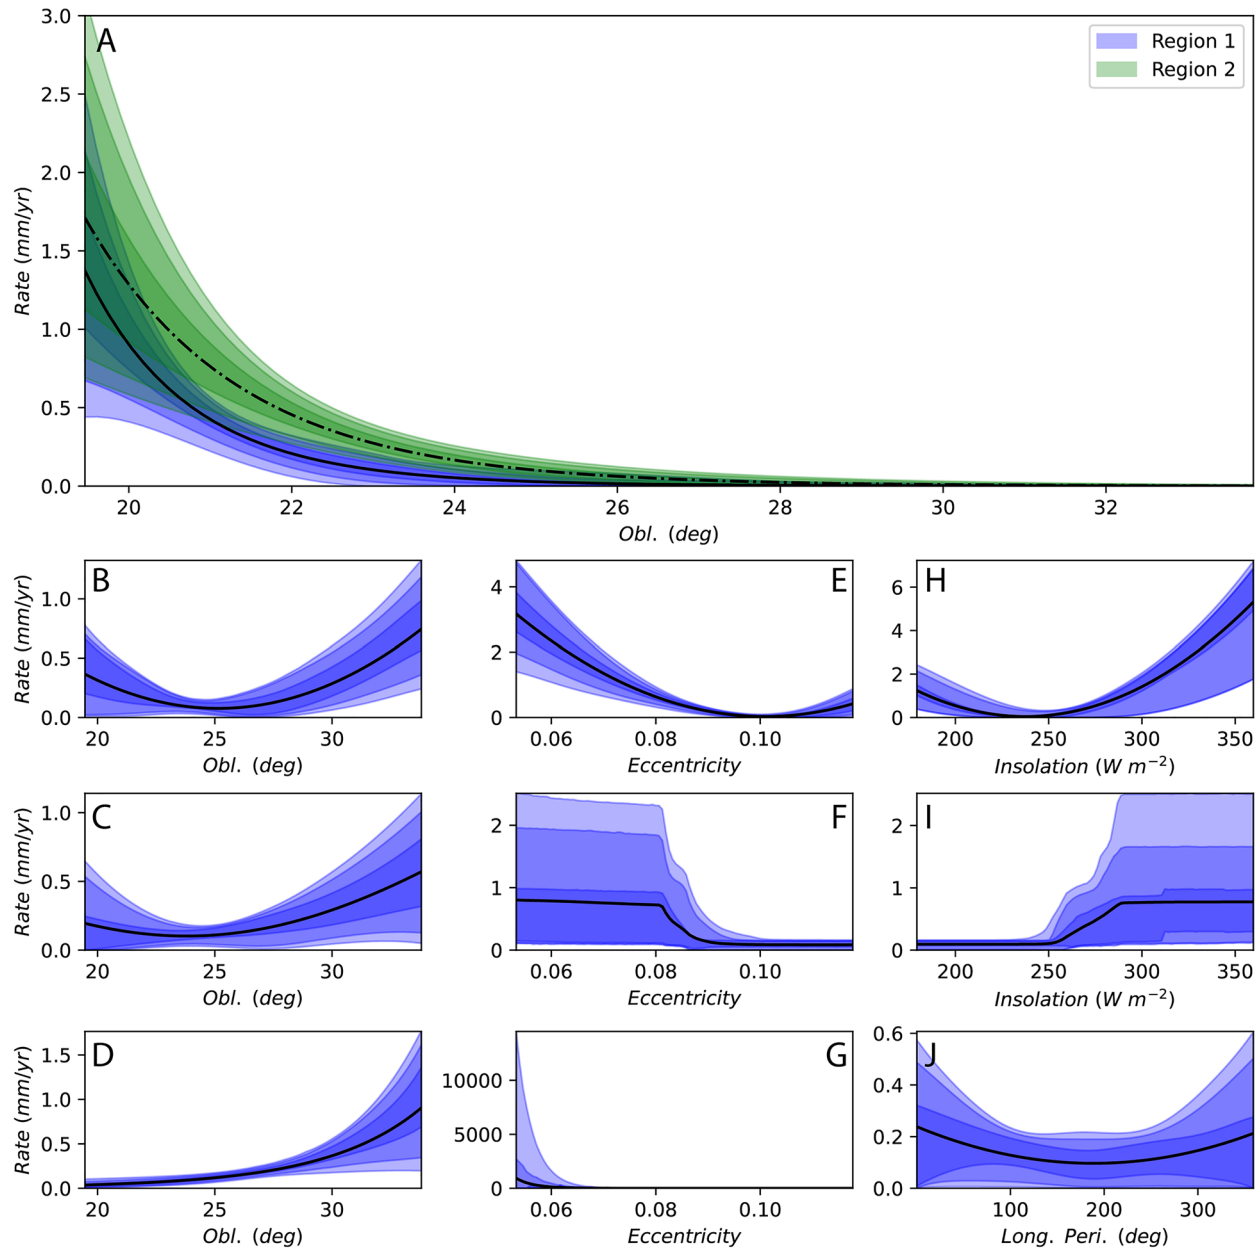 A
Region 1
Region 2
Rate (mm/yr)
3.0
2.5
2.0
1.5
1.0
0.5
0.0
20 22 24 26 28 30 32
Obl. (deg)
B
Rate (mm/yr)
1.0
0.5
0.0
20 25 30
Obl. (deg)
E
4
2
0
0.06 0.08 0.10
Eccentricity
H
6
4
2
0
200 250 300 350
Insolation (W m⁻²)
C
Rate (mm/yr)
1.0
0.5
0.0
20 25 30
Obl. (deg)
F
2
1
0
0.06 0.08 0.10
Eccentricity
I
2
1
0
200 250 300 350
Insolation (W m⁻²)
D
Rate (mm/yr)
1.5
1.0
0.5
0.0
20 25 30
Obl. (deg)
G
10000
5000
0
0.06 0.08 0.10
Eccentricity
J
0.6
0.4
0.2
0.0
100 200 300
Long. Peri. (deg)